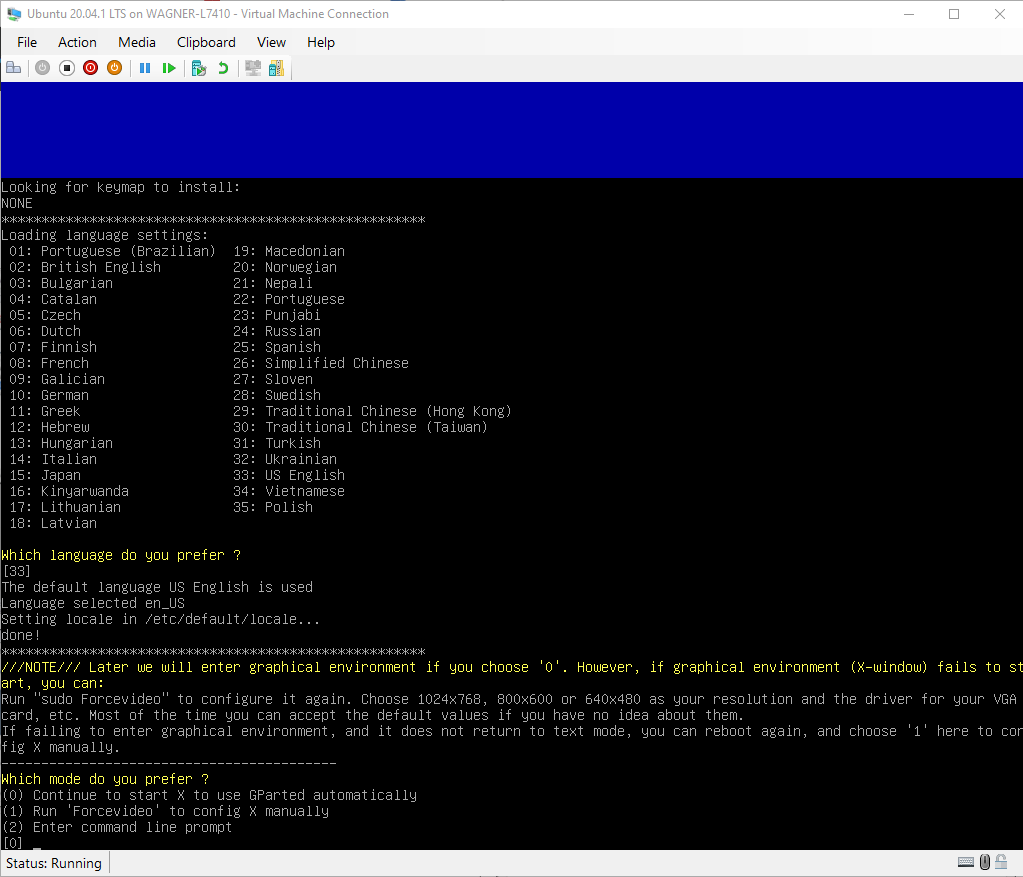 Ubuntu 20.04.1 LTS on WAGNER-L7410 - Virtual Machine Connection
File Action Media Clipboard View Help
Looking for keymap to install:
NONE
*****************************************************
Loading language settings:
01: Portuguese (Brazilian) 19: Macedonian
02: British English 20: Norwegian
03: Bulgarian 21: Nepali
04: Catalan 22: Portuguese
05: Czech 23: Punjabi
06: Dutch 24: Russian
07: Finnish 25: Spanish
08: French 26: Simplified Chinese
09: Galician 27: Sloven
10: German 28: Swedish
11: Greek 29: Traditional Chinese (Hong Kong)
12: Hebrew 30: Traditional Chinese (Taiwan)
13: Hungarian 31: Turkish
14: Italian 32: Ukrainian
15: Japan 33: US English
16: Kinyarwanda 34: Vietnamese
17: Lithuanian 35: Polish
18: Latvian
Which language do you prefer ?
[33]
The default language US English is used
Language selected en_US
Setting locale in /etc/default/locale...
done!
*****************************************************
///NOTE/// Later we will enter graphical environment if you choose '0'. However, if graphical environment (X-window) fails to st
art, you can:
Run "sudo Forcevideo" to configure it again. Choose 1024x768, 800x600 or 640x480 as your resolution and the driver for your VGA
card, etc. Most of the time you can accept the default values if you have no idea about them.
If failing to enter graphical environment, and it does not return to text mode, you can reboot again, and choose '1' here to con
fig X manually.
------------------------------------------
Which mode do you prefer ?
(0) Continue to start X to use GParted automatically
(1) Run 'Forcevideo' to config X manually
(2) Enter command line prompt
[0] _
Status: Running